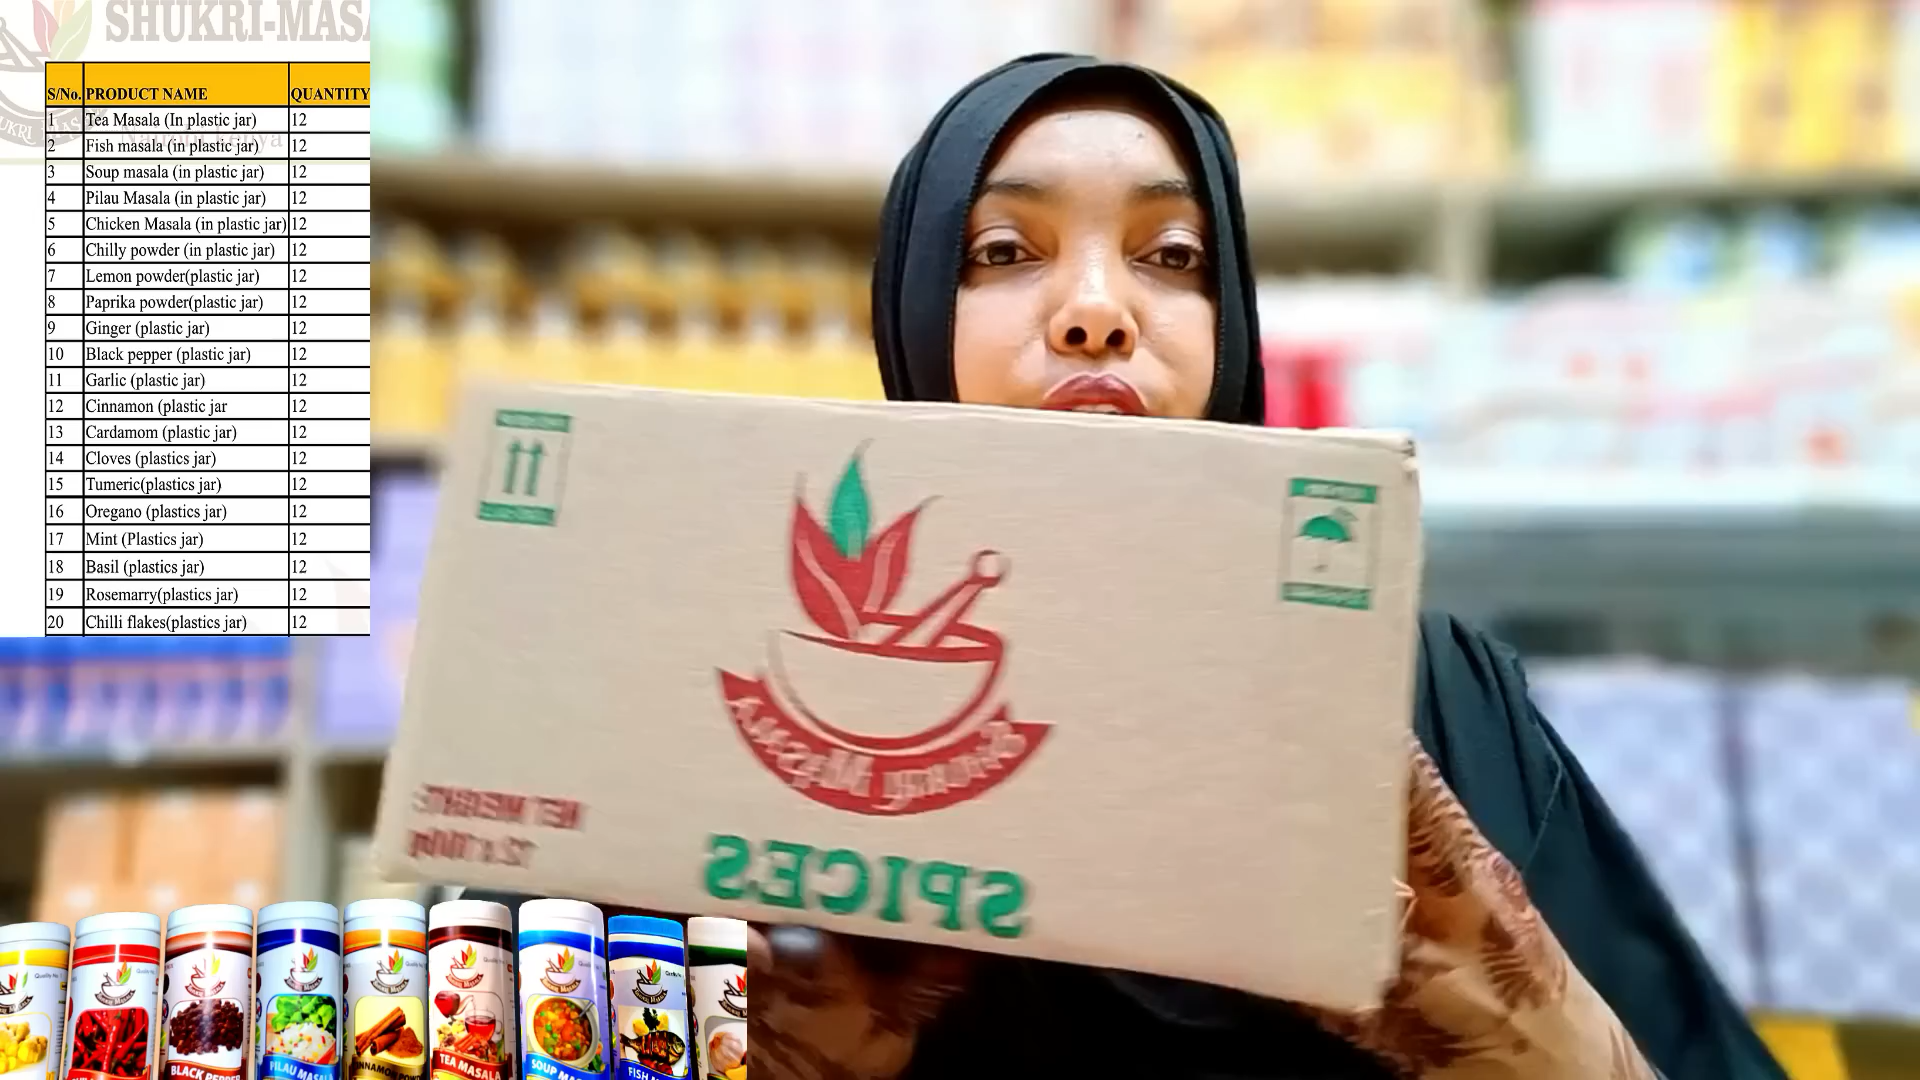 SHUKRI-MASA
S/No. PRODUCT NAME QUANTITY
1 Tea Masala (In plastic jar) 12
2 Fish masala (in plastic jar) 12
3 Soup masala (in plastic jar) 12
4 Pilau Masala (in plastic jar) 12
5 Chicken Masala (in plastic jar) 12
6 Chilly powder (in plastic jar) 12
7 Lemon powder(plastic jar) 12
8 Paprika powder(plastic jar) 12
9 Ginger (plastic jar) 12
10 Black pepper (plastic jar) 12
11 Garlic (plastic jar) 12
12 Cinnamon (plastic jar 12
13 Cardamom (plastic jar) 12
14 Cloves (plastics jar) 12
15 Tumeric(plastics jar) 12
16 Oregano (plastics jar) 12
17 Mint (Plastics jar) 12
18 Basil (plastics jar) 12
19 Rosemarry(plastics jar) 12
20 Chilli flakes(plastics jar) 12
Shukrij Masala
NET WEIGHT
12 x 100g
SPICES
BLACK PEPPER
PILAU MASALA
CINNAMON POWD
TEA MASALA
SOUP MAS
FISH M